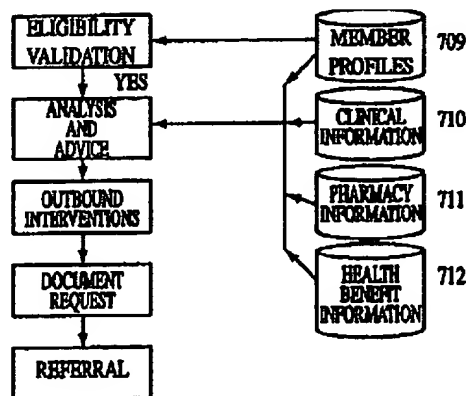 ELIGIBILITY
VALIDATION
YES
ANALYSIS
AND
ADVICE
OUTBOUND
INTERVENTIONS
DOCUMENT
REQUEST
REFERRAL
MEMBER
PROFILES
709
CLINICAL
INFORMATION
710
PHARMACY
INFORMATION
711
HEALTH
BENEFIT
INFORMATION
712